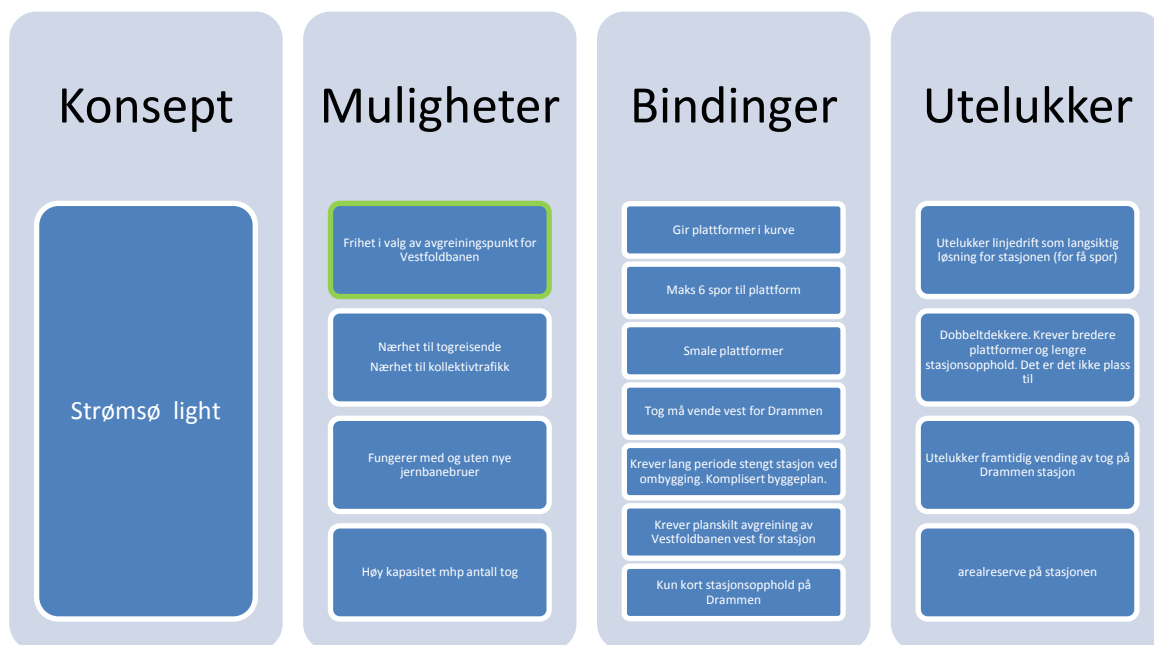 Konsept
Strømsø light
Muligheter
Frihet i valg av avgreiningspunkt for
Vestfoldbanen
Nærhet til togreisende
Nærhet til kollektivtrafikk
Fungerer med og uten nye
jernbanebruer
Høy kapasitet mhp antall tog
Bindinger
Gir plattformer i kurve
Maks 6 spor til plattform
Smale plattformer
Tog må vende vest for Drammen
Krever lang periode stengt stasjon ved
ombygging. Komplisert byggeplan.
Krever planskilt avgreining av
Vestfoldbanen vest for stasjon
Kun kort stasjonsopphold på
Drammen
Utelukker
Utelukker linjedrift som langsiktig
løsning for stasjonen (for få spor)
Dobbeltdekkere. Krever bredere
plattformer og lengre
stasjonsopphold. Det er det ikke plass
til
Utelukker framtidig vending av tog på
Drammen stasjon
arealreserve på stasjonen